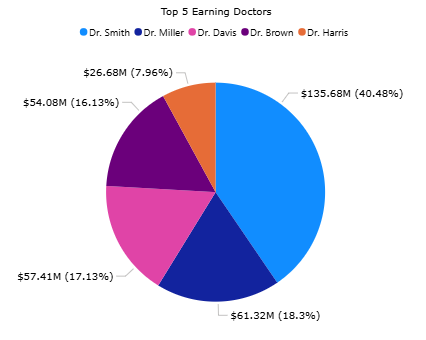 Top 5 Earning Doctors
Dr. Smith Dr. Miller Dr. Davis Dr. Brown Dr. Harris
$26.68M (7.96%)
$135.68M (40.48%)
$54.08M (16.13%)
$57.41M (17.13%)
$61.32M (18.3%)